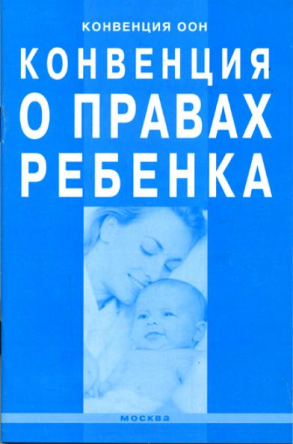 КОНВЕНЦИЯ ООН
КОНВЕНЦИЯ
О ПРАВАХ
РЕБЕНКА
МОСКВА